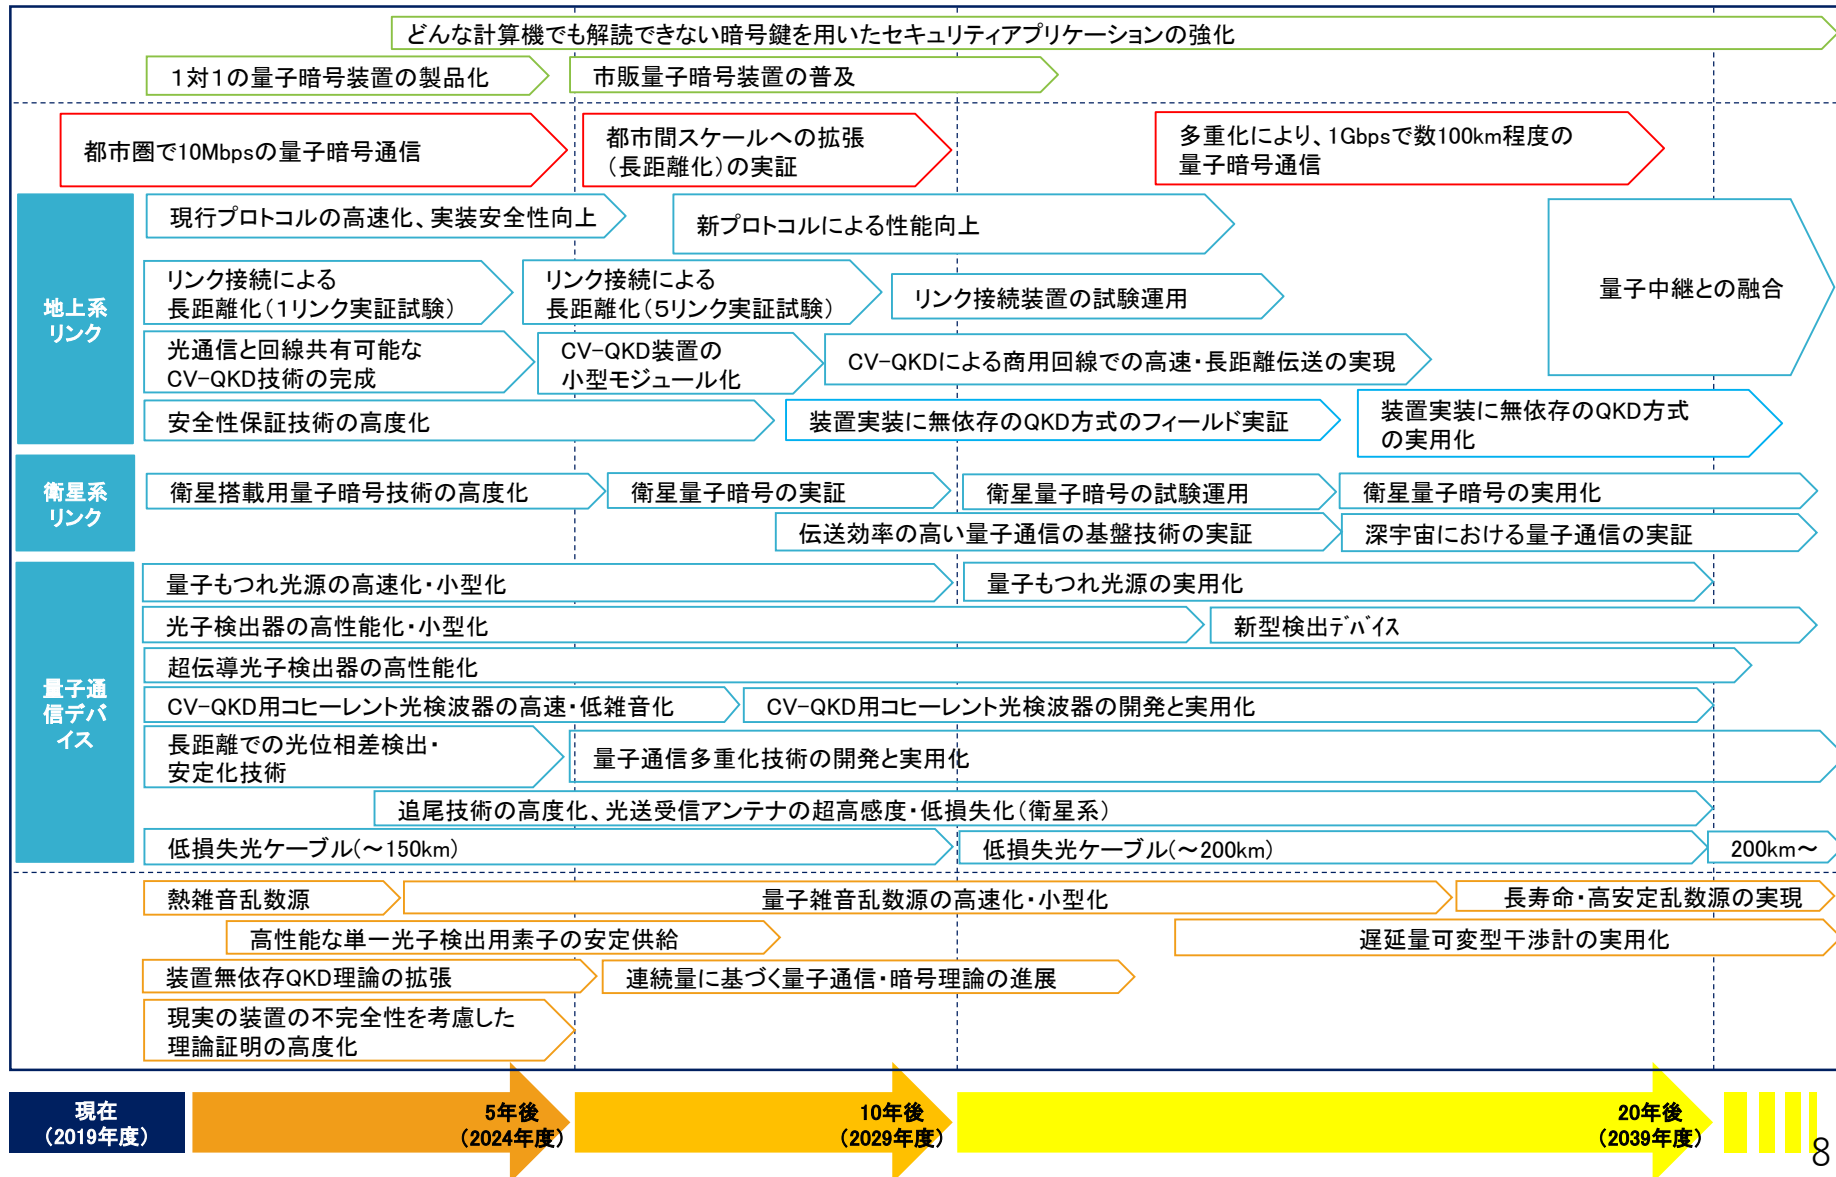 どんな計算機でも解読できない暗号鍵を用いたセキュリティアプリケーションの強化
1対1の量子暗号装置の製品化
市販量子暗号装置の普及
都市圏で10Mbpsの量子暗号通信
都市間スケールへの拡張
(長距離化)の実証
多重化により、1Gbpsで数100km程度の
量子暗号通信
地上系
リンク
現行プロトコルの高速化、実装安全性向上
新プロトコルによる性能向上
量子中継との融合
リンク接続による
長距離化(1リンク実証試験)
リンク接続による
長距離化(5リンク実証試験)
リンク接続装置の試験運用
光通信と回線共有可能な
CV-QKD技術の完成
CV-QKD装置の
小型モジュール化
CV-QKDによる商用回線での高速・長距離伝送の実現
安全性保証技術の高度化
装置実装に無依存のQKD方式のフィールド実証
装置実装に無依存のQKD方式
の実用化
衛星系
リンク
衛星搭載用量子暗号技術の高度化
衛星量子暗号の実証
衛星量子暗号の試験運用
衛星量子暗号の実用化
伝送効率の高い量子通信の基盤技術の実証
深宇宙における量子通信の実証
量子通
信デバ
イス
量子もつれ光源の高速化・小型化
量子もつれ光源の実用化
光子検出器の高性能化・小型化
新型検出ﾃﾞﾊﾞｲｽ
超伝導光子検出器の高性能化
CV-QKD用コヒーレント光検波器の高速・低雑音化
CV-QKD用コヒーレント光検波器の開発と実用化
長距離での光位相差検出・
安定化技術
量子通信多重化技術の開発と実用化
追尾技術の高度化、光送受信アンテナの超高感度・低損失化(衛星系)
低損失光ケーブル(～150km)
低損失光ケーブル(～200km)
200km～
熱雑音乱数源
量子雑音乱数源の高速化・小型化
長寿命・高安定乱数源の実現
高性能な単一光子検出用素子の安定供給
遅延量可変型干渉計の実用化
装置無依存QKD理論の拡張
連続量に基づく量子通信・暗号理論の進展
現実の装置の不完全性を考慮した
理論証明の高度化
現在
(2019年度)
5年後
(2024年度)
10年後
(2029年度)
20年後
(2039年度)
8